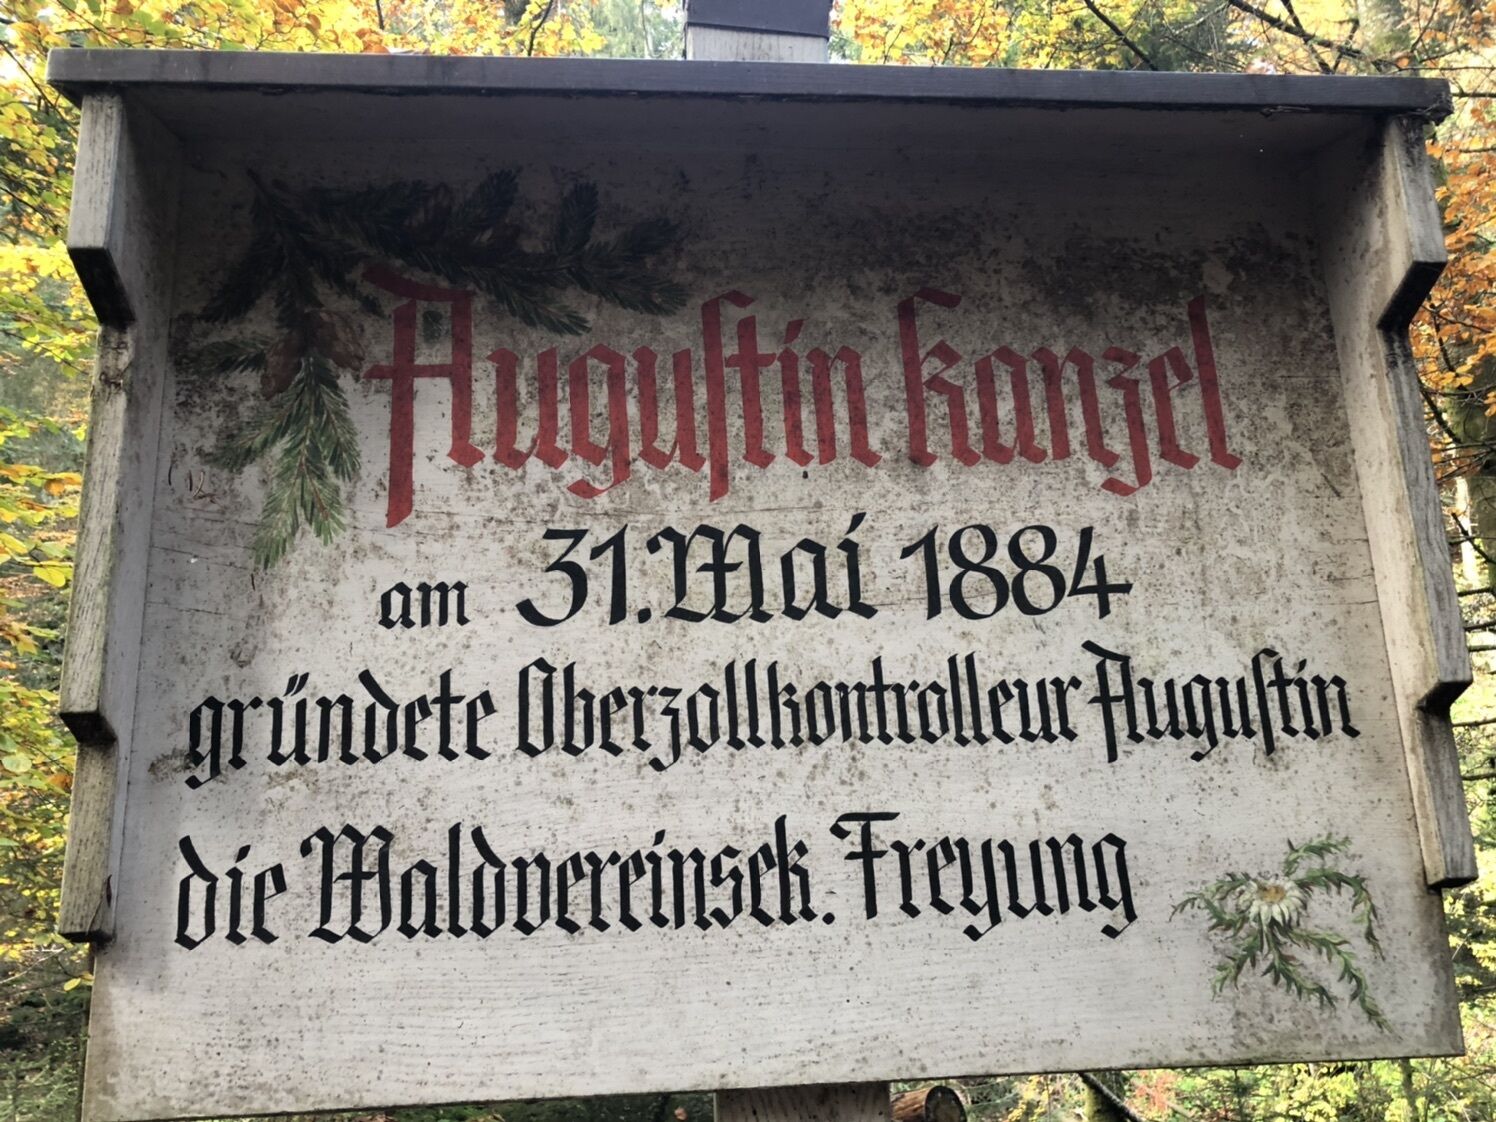 Augustin kanzel
am 31. Mai 1884
gründete Oberzollkontrolleur Augustin
die Waldvereinsek. Freyung